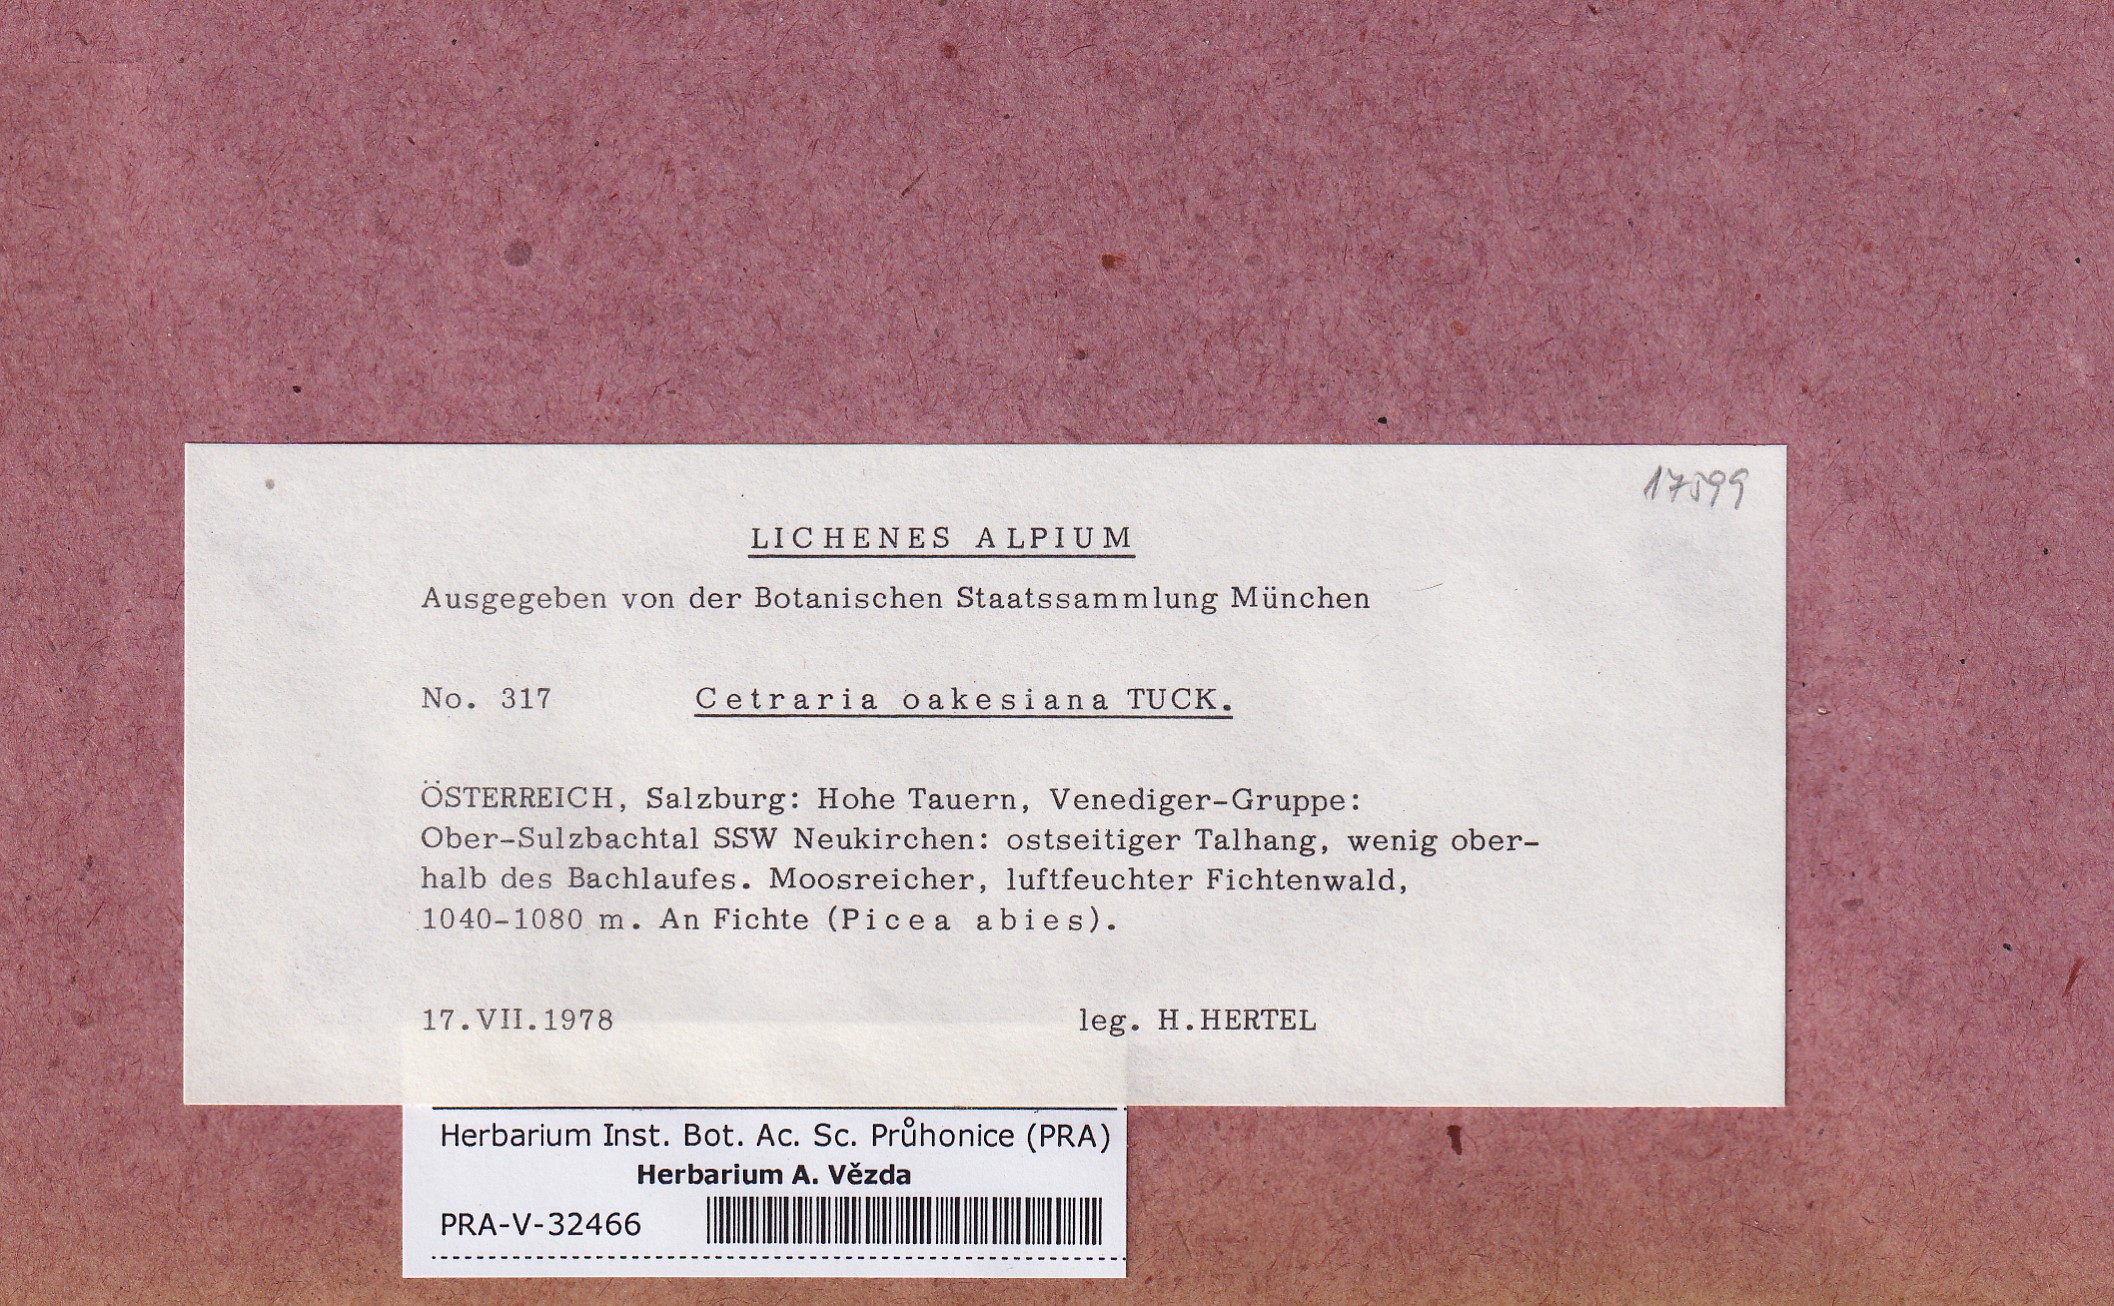 17599
LICHENES ALPIUM
Ausgegeben von der Botanischen Staatssammlung München
No. 317 Cetraria oakesiana TUCK.
ÖSTERREICH, Salzburg: Hohe Tauern, Venediger-Gruppe:
Ober-Sulzbachtal SSW Neukirchen: ostseitiger Talhang, wenig ober-
halb des Bachlaufes. Moosreicher, luftfeuchter Fichtenwald,
1040-1080 m. An Fichte (Picea abies).
17.VII.1978 leg. H.HERTEL
Herbarium Inst. Bot. Ac. Sc. Průhonice (PRA)
Herbarium A. Vězda
PRA-V-32466